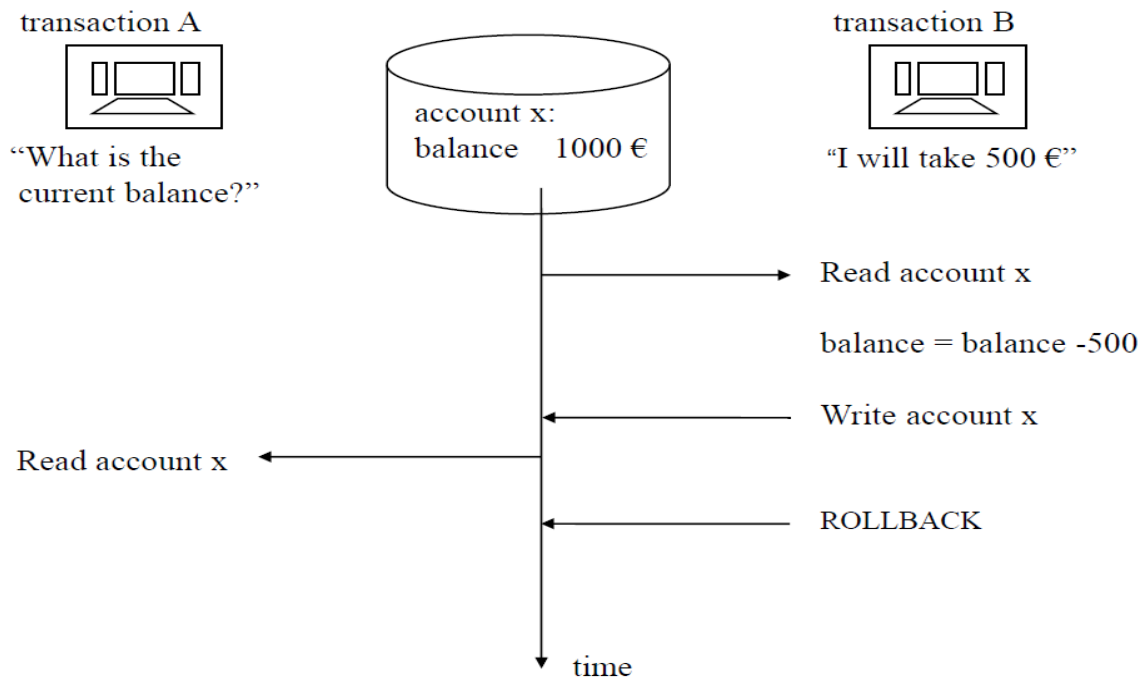 transaction A
transaction B
account x:
balance 1000 €
“What is the
current balance?”
“I will take 500 €”
Read account x
balance = balance -500
Write account x
Read account x
ROLLBACK
time